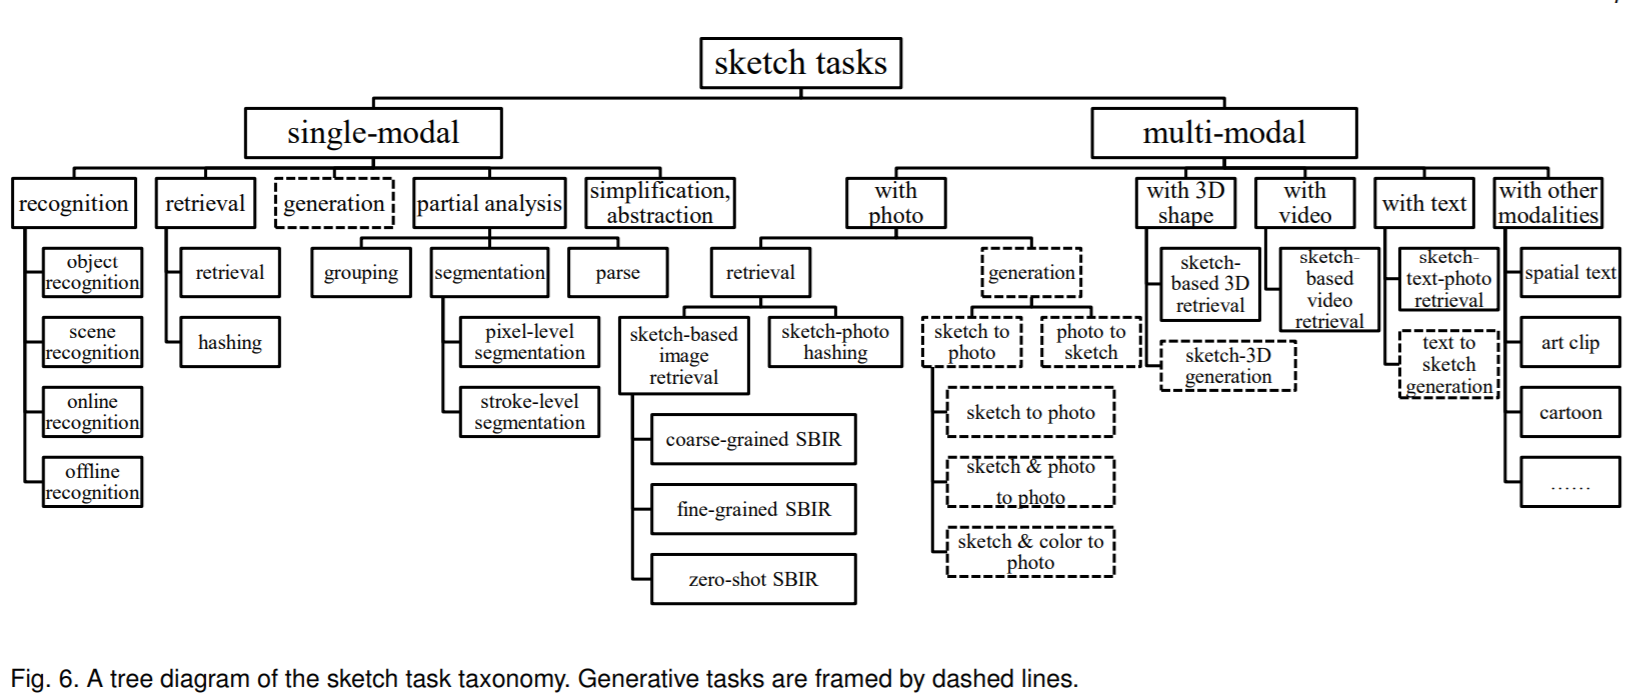 sketch tasks
single-modal
multi-modal
recognition
retrieval
generation
partial analysis
simplification,
abstraction
with
photo
with 3D
shape
with
video
with text
with other
modalities
object
recognition
scene
recognition
online
recognition
offline
recognition
retrieval
hashing
grouping
segmentation
parse
pixel-level
segmentation
stroke-level
segmentation
retrieval
generation
sketch-based
image
retrieval
sketch-photo
hashing
coarse-grained SBIR
fine-grained SBIR
zero-shot SBIR
sketch to
photo
photo to
sketch
sketch to photo
sketch & photo
to photo
sketch & color to
photo
sketch-
based 3D
retrieval
sketch-3D
generation
sketch-
based
video
retrieval
sketch-
text-photo
retrieval
text to
sketch
generation
spatial text
art clip
cartoon
......
Fig. 6. A tree diagram of the sketch task taxonomy. Generative tasks are framed by dashed lines.